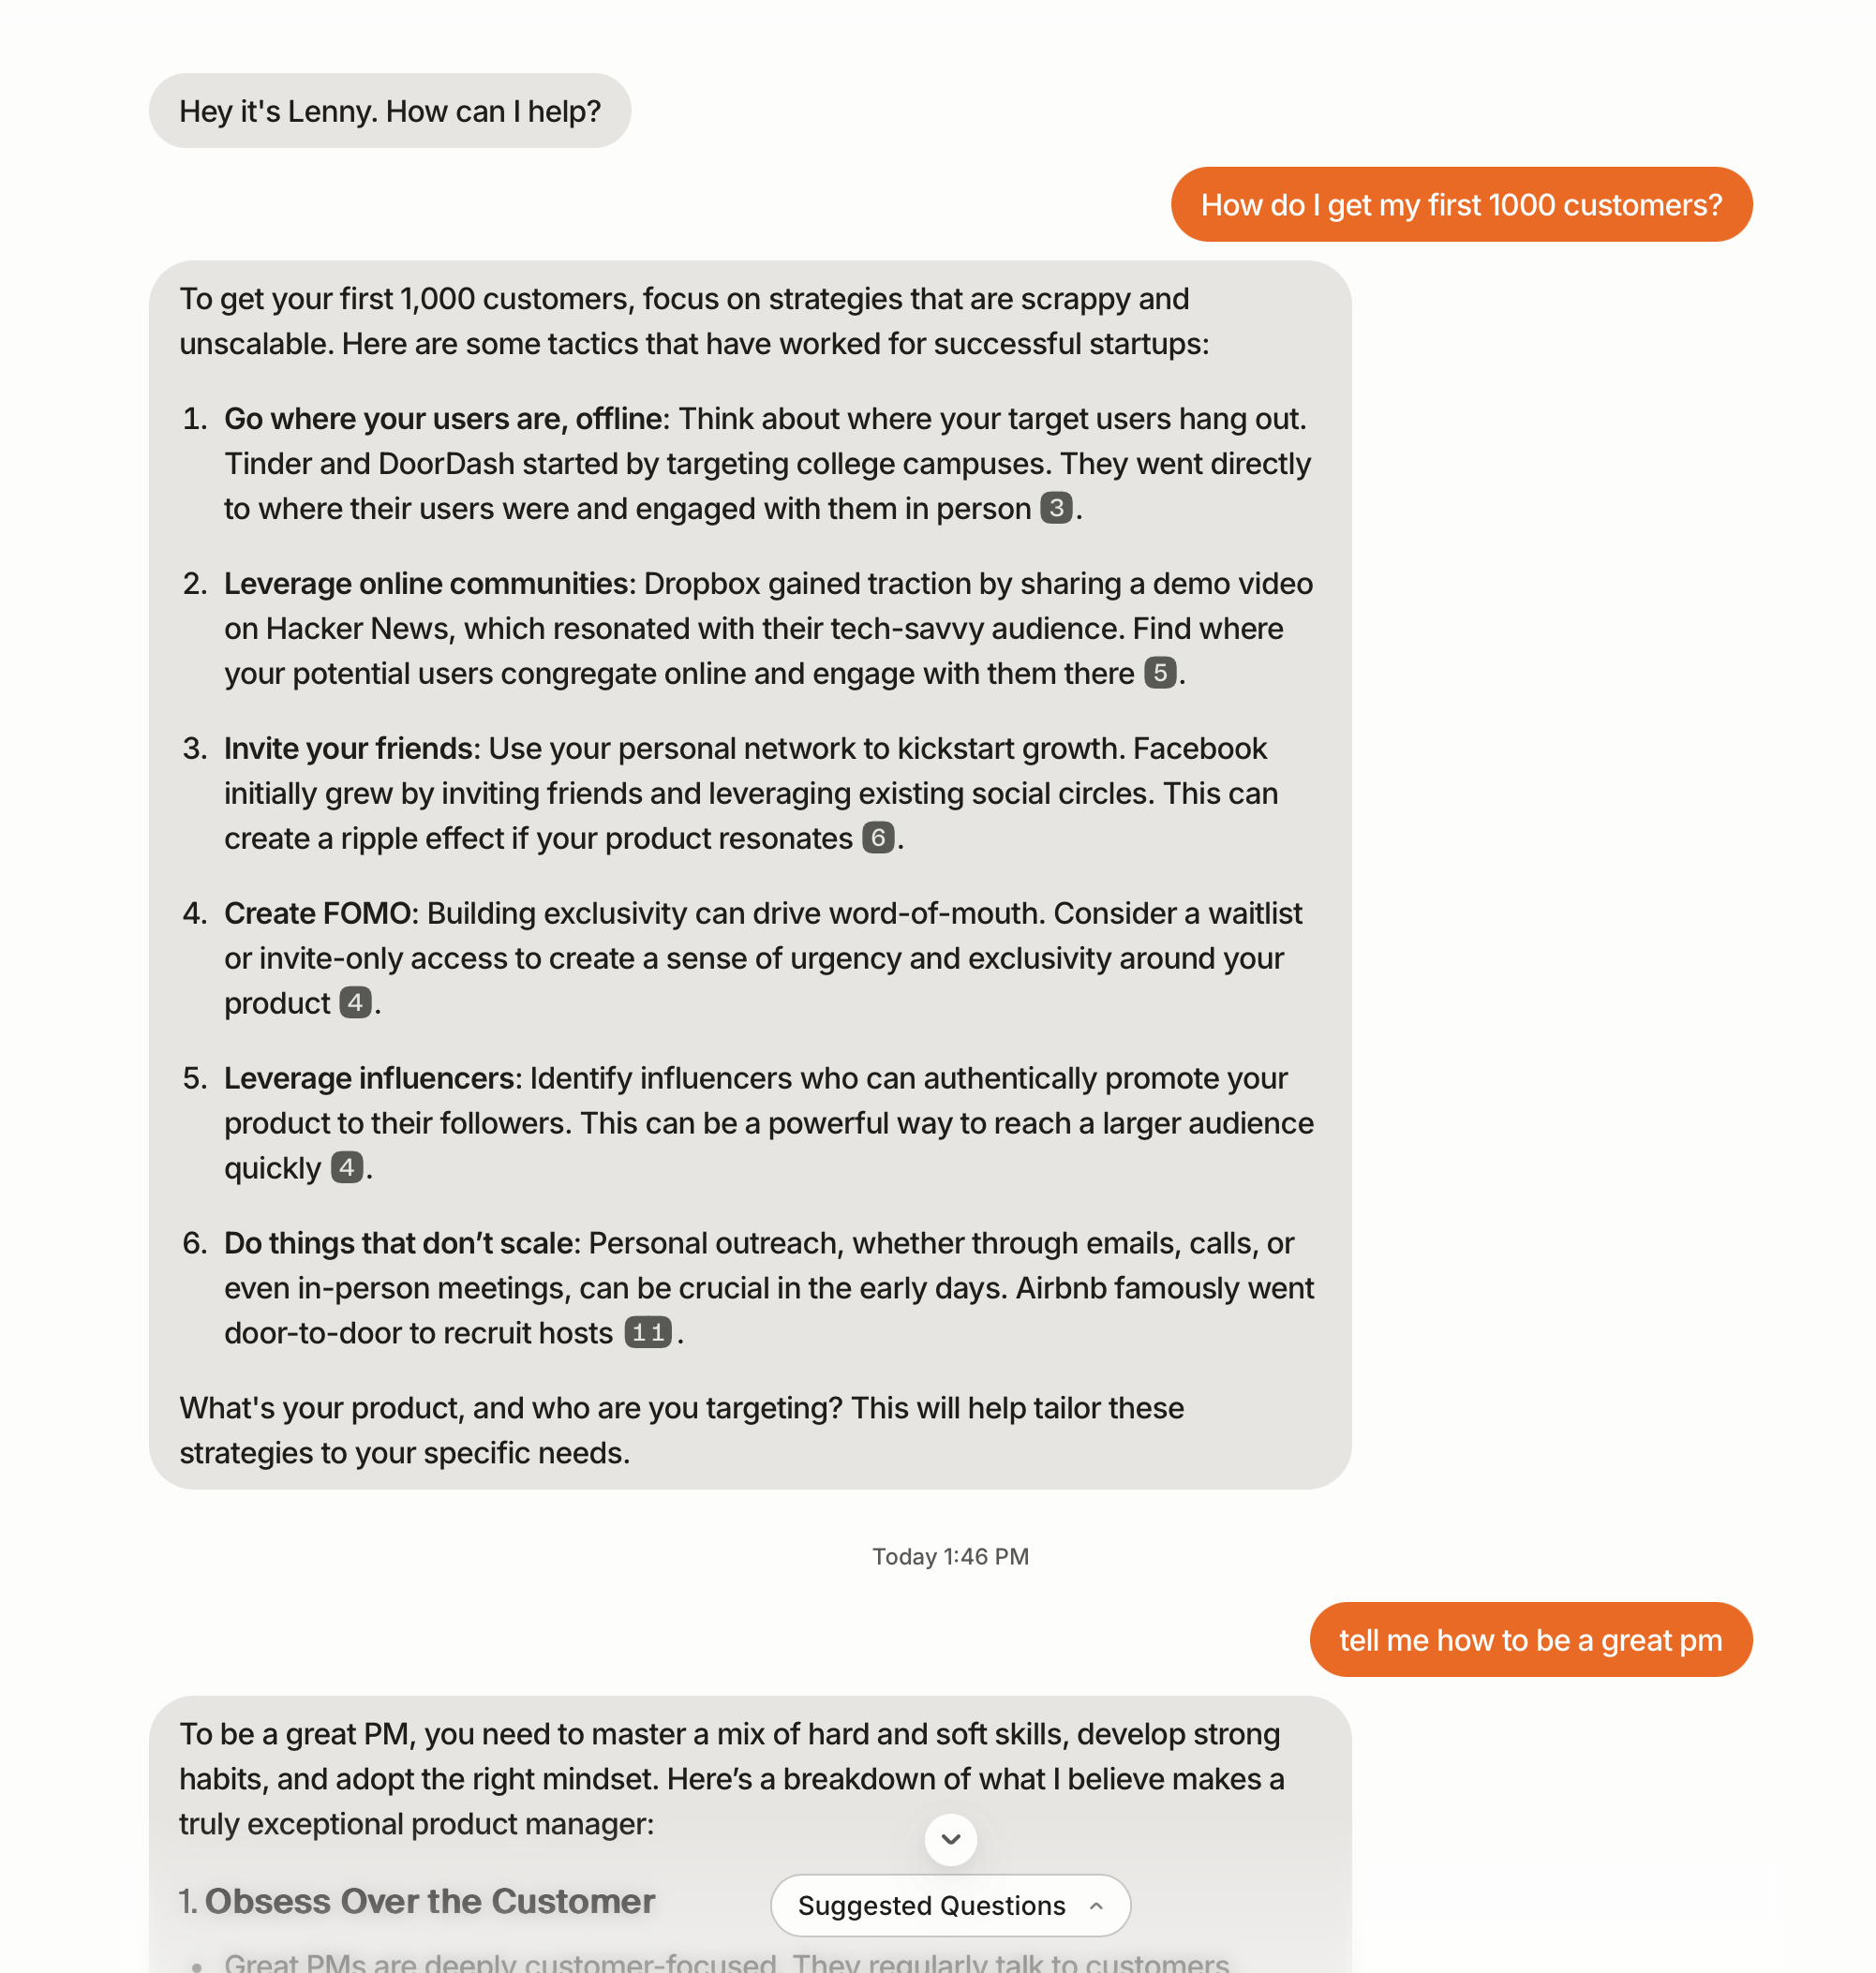 Hey it's Lenny. How can I help?
How do I get my first 1000 customers?
To get your first 1,000 customers, focus on strategies that are scrappy and
unscalable. Here are some tactics that have worked for successful startups:
1. Go where your users are, offline: Think about where your target users hang out.
Tinder and DoorDash started by targeting college campuses. They went directly
to where their users were and engaged with them in person 3.
2. Leverage online communities: Dropbox gained traction by sharing a demo video
on Hacker News, which resonated with their tech-savvy audience. Find where
your potential users congregate online and engage with them there 5.
3. Invite your friends: Use your personal network to kickstart growth. Facebook
initially grew by inviting friends and leveraging existing social circles. This can
create a ripple effect if your product resonates 6.
4. Create FOMO: Building exclusivity can drive word-of-mouth. Consider a waitlist
or invite-only access to create a sense of urgency and exclusivity around your
product 4.
5. Leverage influencers: Identify influencers who can authentically promote your
product to their followers. This can be a powerful way to reach a larger audience
quickly 4.
6. Do things that don’t scale: Personal outreach, whether through emails, calls, or
even in-person meetings, can be crucial in the early days. Airbnb famously went
door-to-door to recruit hosts 11.
What's your product, and who are you targeting? This will help tailor these
strategies to your specific needs.
Today 1:46 PM
tell me how to be a great pm
To be a great PM, you need to master a mix of hard and soft skills, develop strong
habits, and adopt the right mindset. Here’s a breakdown of what I believe makes a
truly exceptional product manager:
1. Obsess Over the Customer
Suggested Questions
• Great PMs are deeply customer-focused. They regularly talk to customers